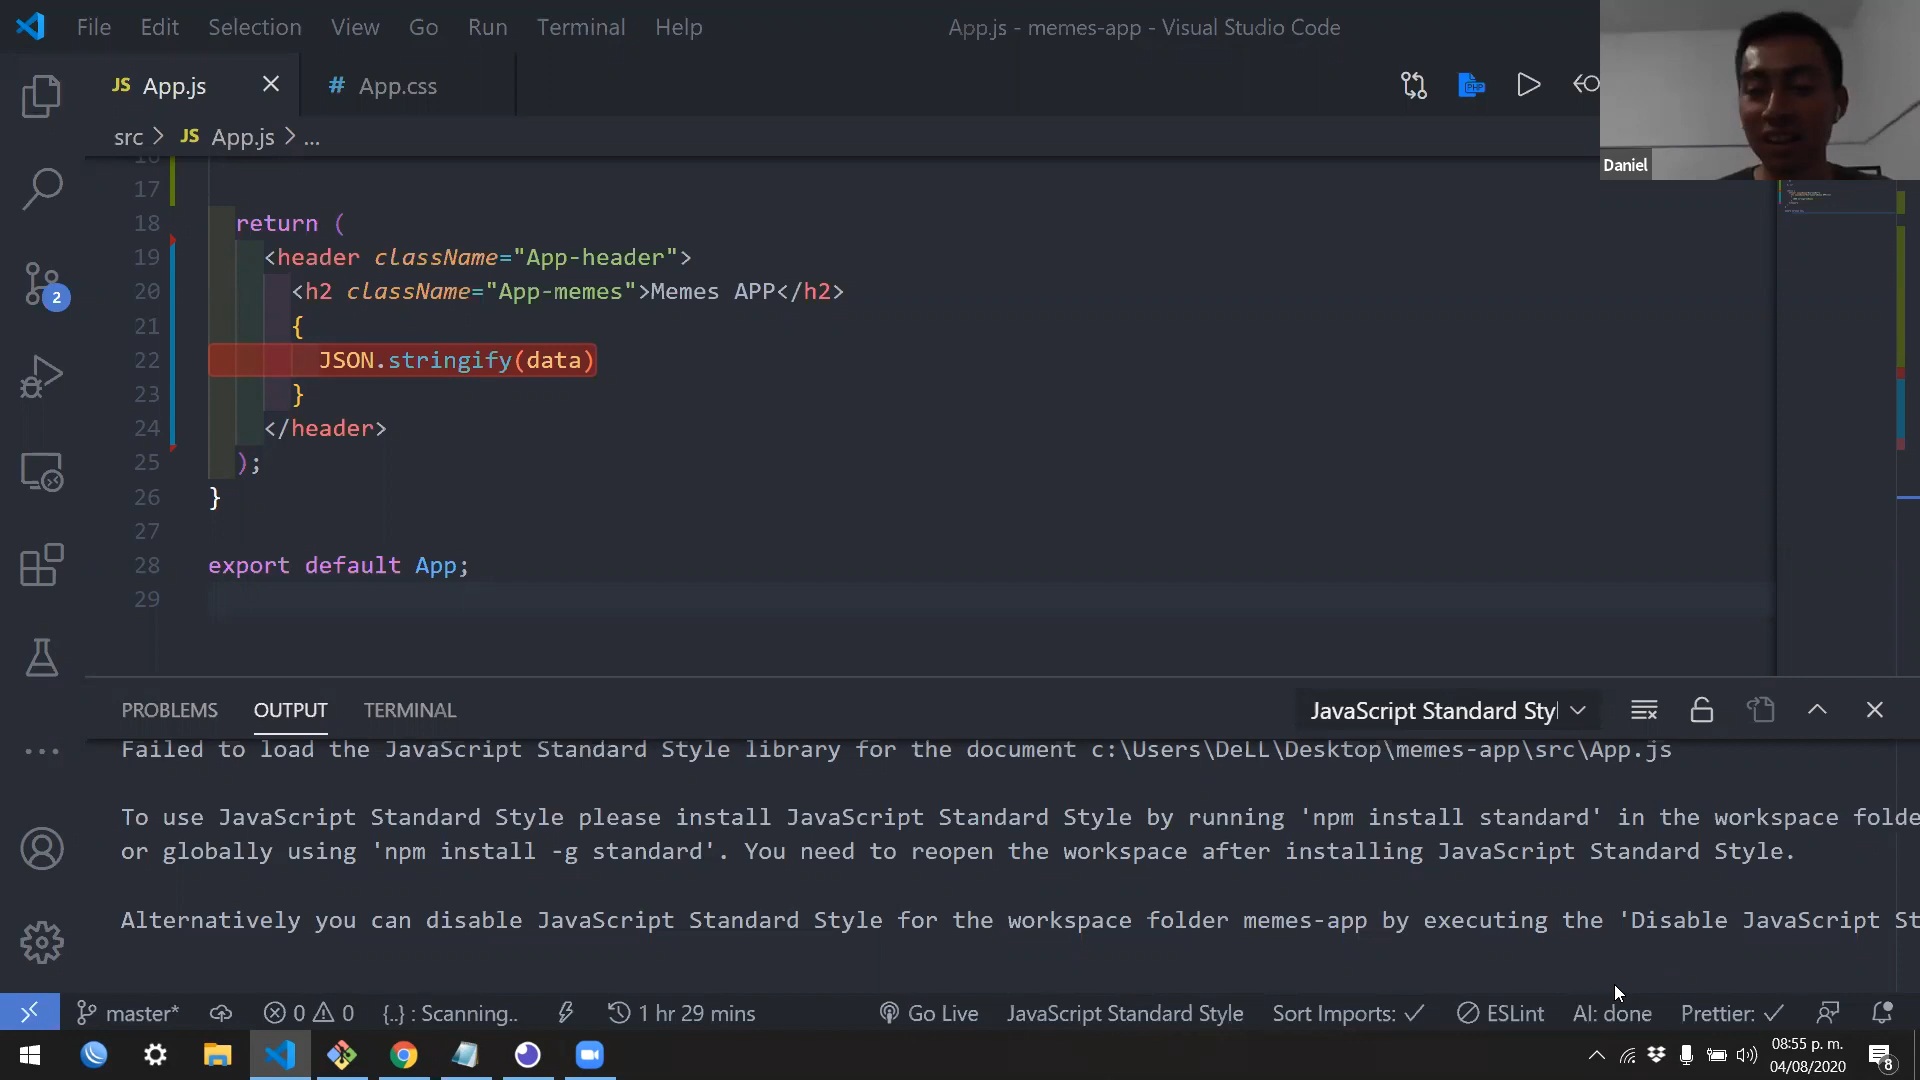 File Edit Selection View Go Run Terminal Help App.js - memes-app - Visual Studio Code
JS App.js # App.css
PHP
src > JS App.js > ...
Daniel
16
17
18 return (
19 <header className="App-header">
20 <h2 className="App-memes">Memes APP</h2>
21 {
22 JSON.stringify(data)
23 }
24 </header>
25 );
26 }
27
28 export default App;
29
2
PROBLEMS OUTPUT TERMINAL JavaScript Standard Styl
Failed to load the JavaScript Standard Style library for the document c:\Users\DeLL\Desktop\memes-app\src\App.js
To use JavaScript Standard Style please install JavaScript Standard Style by running 'npm install standard' in the workspace folde
or globally using 'npm install -g standard'. You need to reopen the workspace after installing JavaScript Standard Style.
Alternatively you can disable JavaScript Standard Style for the workspace folder memes-app by executing the 'Disable JavaScript St
master* 0 0 {..} : Scanning.. 1 hr 29 mins Go Live JavaScript Standard Style Sort Imports: ✓ ESLint AI: done Prettier: ✓
08:55 p. m.
04/08/2020
8